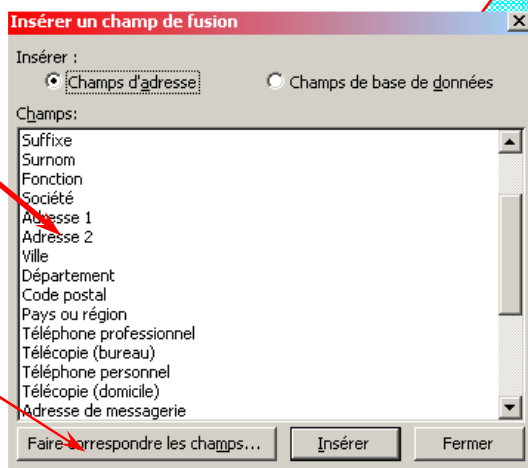 Insérer un champ de fusion
Insérer :
Champs d'adresse Champs de base de données
Champs:
Suffixe
Surnom
Fonction
Société
Adresse 1
Adresse 2
Ville
Département
Code postal
Pays ou région
Téléphone professionnel
Télécopie (bureau)
Téléphone personnel
Télécopie (domicile)
Adresse de messagerie
Faire correspondre les champs... Insérer Fermer